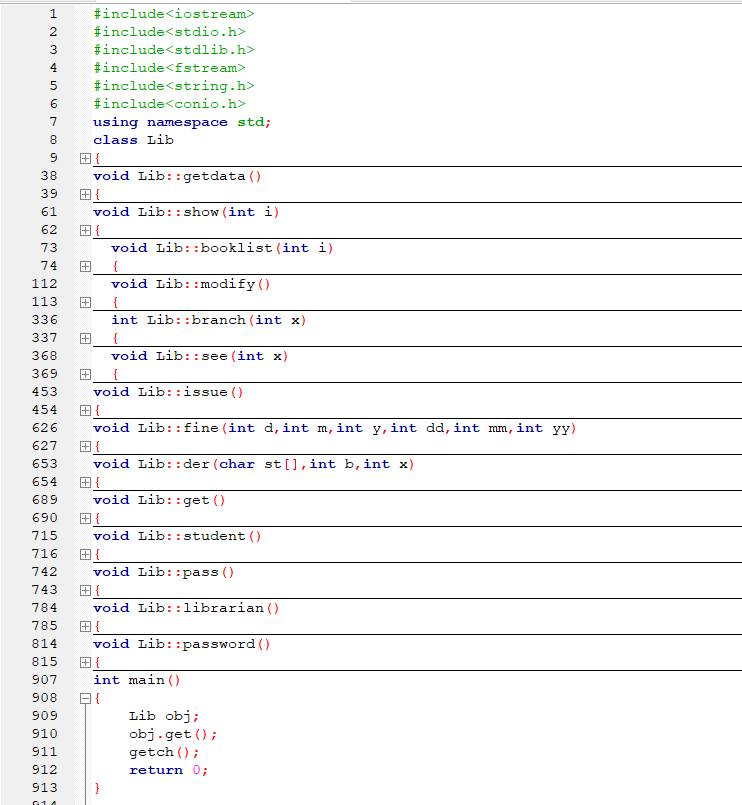 1 #include<iostream>
2 #include<stdio.h>
3 #include<stdlib.h>
4 #include<fstream>
5 #include<string.h>
6 #include<conio.h>
7 using namespace std;
8 class Lib
9 {
38 void Lib::getdata()
39 {
61 void Lib::show(int i)
62 {
73 void Lib::booklist(int i)
74 {
112 void Lib::modify()
113 {
336 int Lib::branch(int x)
337 {
368 void Lib::see(int x)
369 {
453 void Lib::issue()
454 {
626 void Lib::fine(int d,int m,int y,int dd,int mm,int yy)
627 {
653 void Lib::der(char st[],int b,int x)
654 {
689 void Lib::get()
690 {
715 void Lib::student()
716 {
742 void Lib::pass()
743 {
784 void Lib::librarian()
785 {
814 void Lib::password()
815 {
907 int main()
908 {
909 Lib obj;
910 obj.get();
911 getch();
912 return 0;
913 }